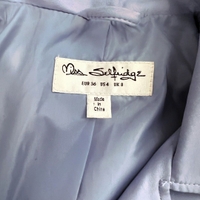 Miss Selfridge
EUR 36 US 4 UK 8
Made
in
China